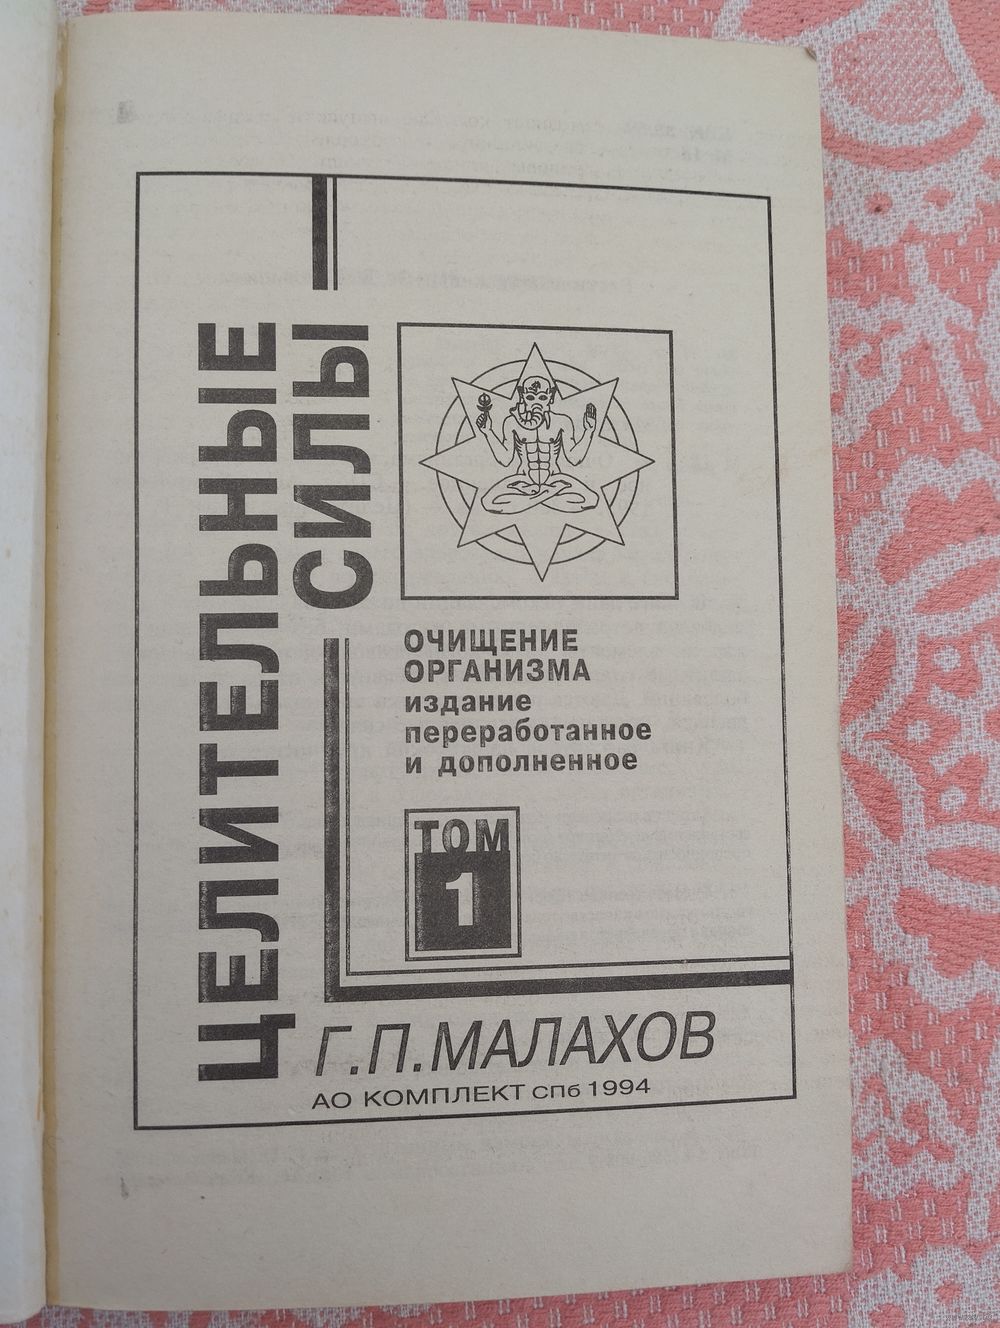 ЦЕЛИТЕЛЬНЫЕ
СИЛЫ
ОЧИЩЕНИЕ
ОРГАНИЗМА
издание
переработанное
и дополненное
ТОМ
1
Г.П.МАЛАХОВ
АО КОМПЛЕКТ СПб 1994